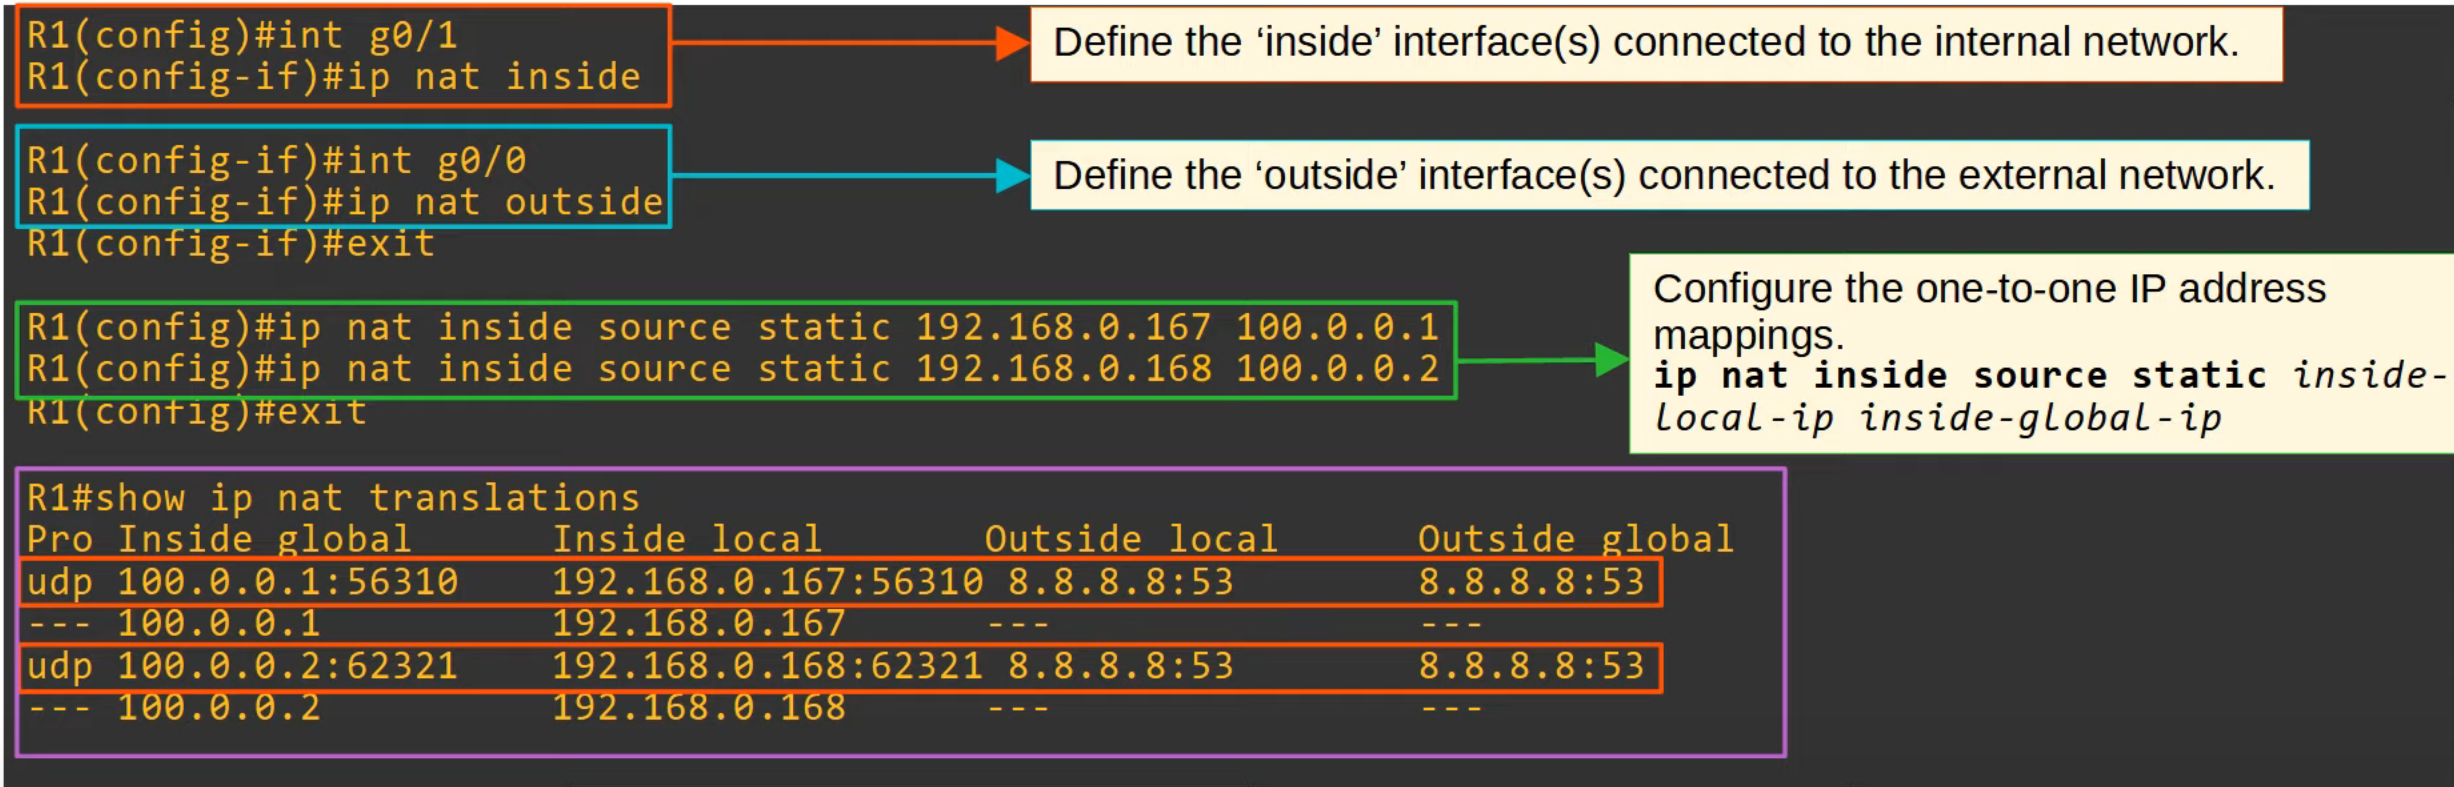 R1(config)#int g0/1
R1(config-if)#ip nat inside
Define the ‘inside’ interface(s) connected to the internal network.
R1(config-if)#int g0/0
R1(config-if)#ip nat outside
R1(config-if)#exit
Define the ‘outside’ interface(s) connected to the external network.
R1(config)#ip nat inside source static 192.168.0.167 100.0.0.1
R1(config)#ip nat inside source static 192.168.0.168 100.0.0.2
R1(config)#exit
Configure the one-to-one IP address
mappings.
ip nat inside source static inside-
local-ip inside-global-ip
R1#show ip nat translations
Pro Inside global Inside local Outside local Outside global
udp 100.0.0.1:56310 192.168.0.167:56310 8.8.8.8:53 8.8.8.8:53
--- 100.0.0.1 192.168.0.167 --- ---
udp 100.0.0.2:62321 192.168.0.168:62321 8.8.8.8:53 8.8.8.8:53
--- 100.0.0.2 192.168.0.168 --- ---